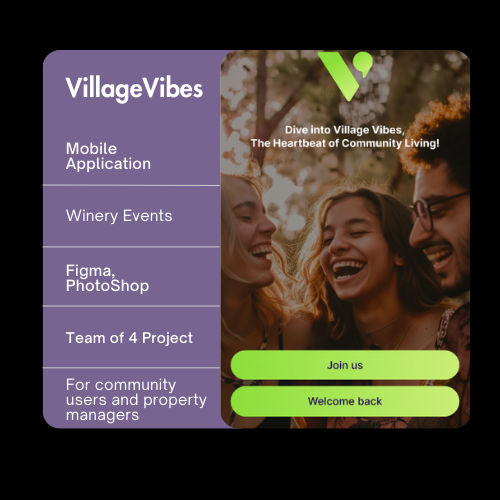 VillageVibes
Mobile
Application
Winery Events
Figma,
PhotoShop
Team of 4 Project
For community
users and property
managers
Dive into Village Vibes,
The Heartbeat of Community Living!
Join us
Welcome back